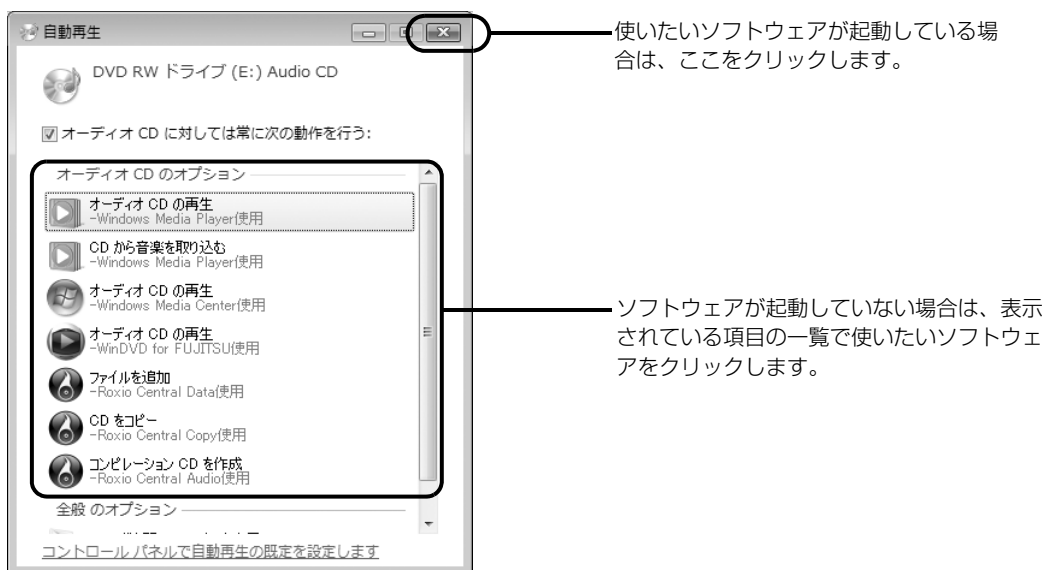 自動再生
DVD RW ドライブ (E:) Audio CD
オーディオ CD に対しては常に次の動作を行う:
オーディオ CD のオプション
オーディオ CD の再生
-Windows Media Player使用
CD から音楽を取り込む
-Windows Media Player使用
オーディオ CD の再生
-Windows Media Center使用
オーディオ CD の再生
-WinDVD for FUJITSU使用
ファイルを追加
-Roxio Central Data使用
CD をコピー
-Roxio Central Copy使用
コンピレーション CD を作成
-Roxio Central Audio使用
全般 のオプション
コントロール パネルで自動再生の既定を設定します
使いたいソフトウェアが起動している場
合は、ここをクリックします。
ソフトウェアが起動していない場合は、表示
されている項目の一覧で使いたいソフトウェ
アをクリックします。